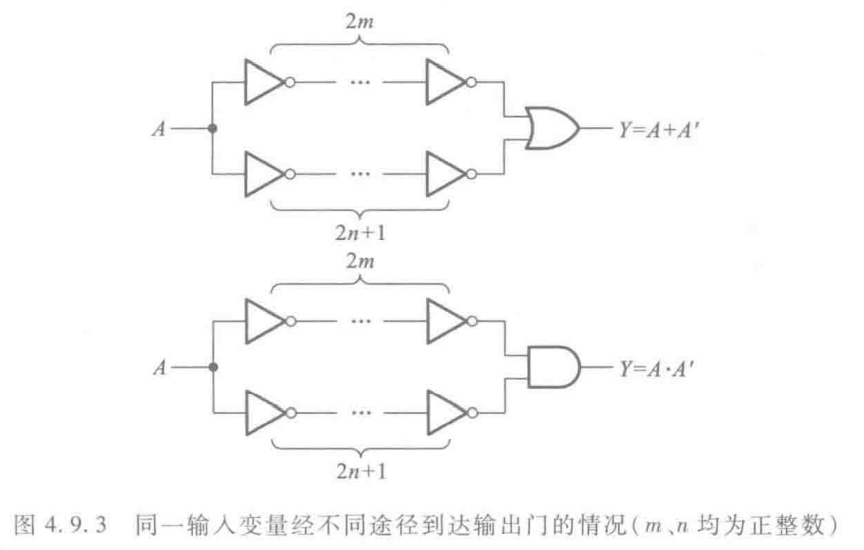 2m
A
Y=A+A′
2n+1
2m
A
Y=A·A′
2n+1
图 4.9.3 同一输入变量经不同途径到达输出门的情况(m、n 均为正整数)